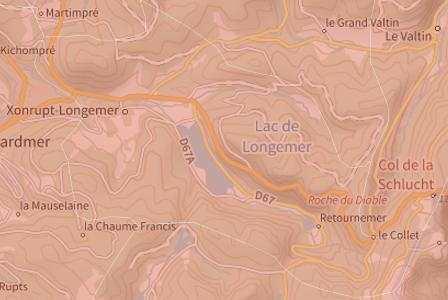 Martimpré
le Grand Valtin
Le Valtin
Kichompré
Xonrupt-Longemer
ardmer
Lac de
Longemer
D67A
Col de la
Schlucht
D67
Roche du Diable
la Mauselaine
Retournemer
la Chaume Francis
le Collet
Rupts